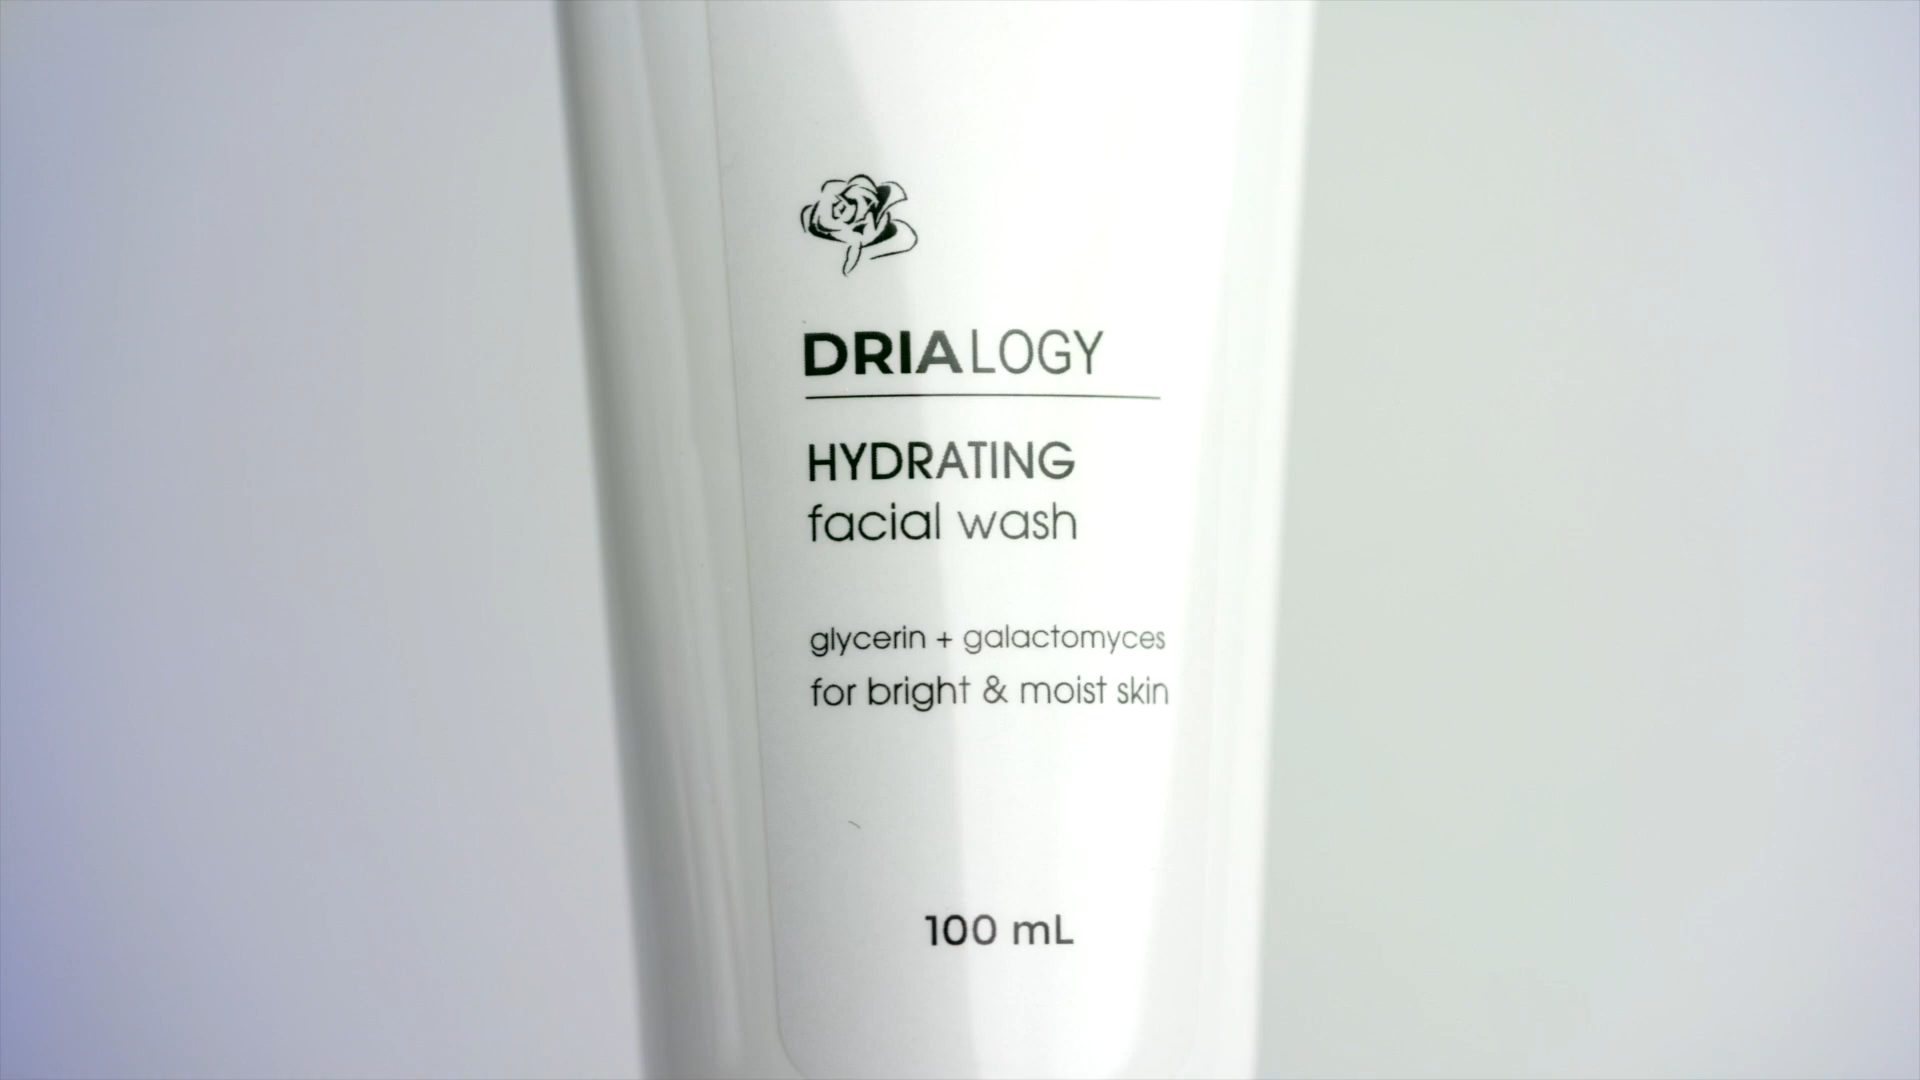 DRIALOGY
HYDRATING
facial wash
glycerin + galactomyces
for bright & moist skin
100 mL